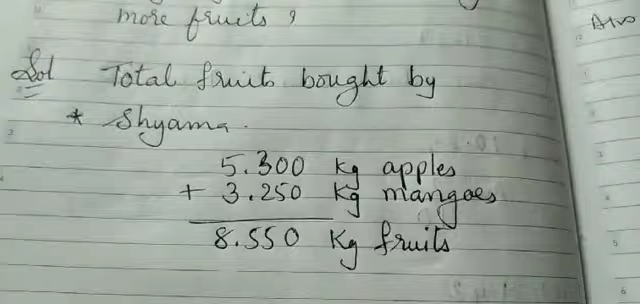 more fruits ?
Ans
Sol Total fruits bought by
* Shyama.
5.300 kg apples
+ 3.250 kg mangoes
8.550 Kg fruits